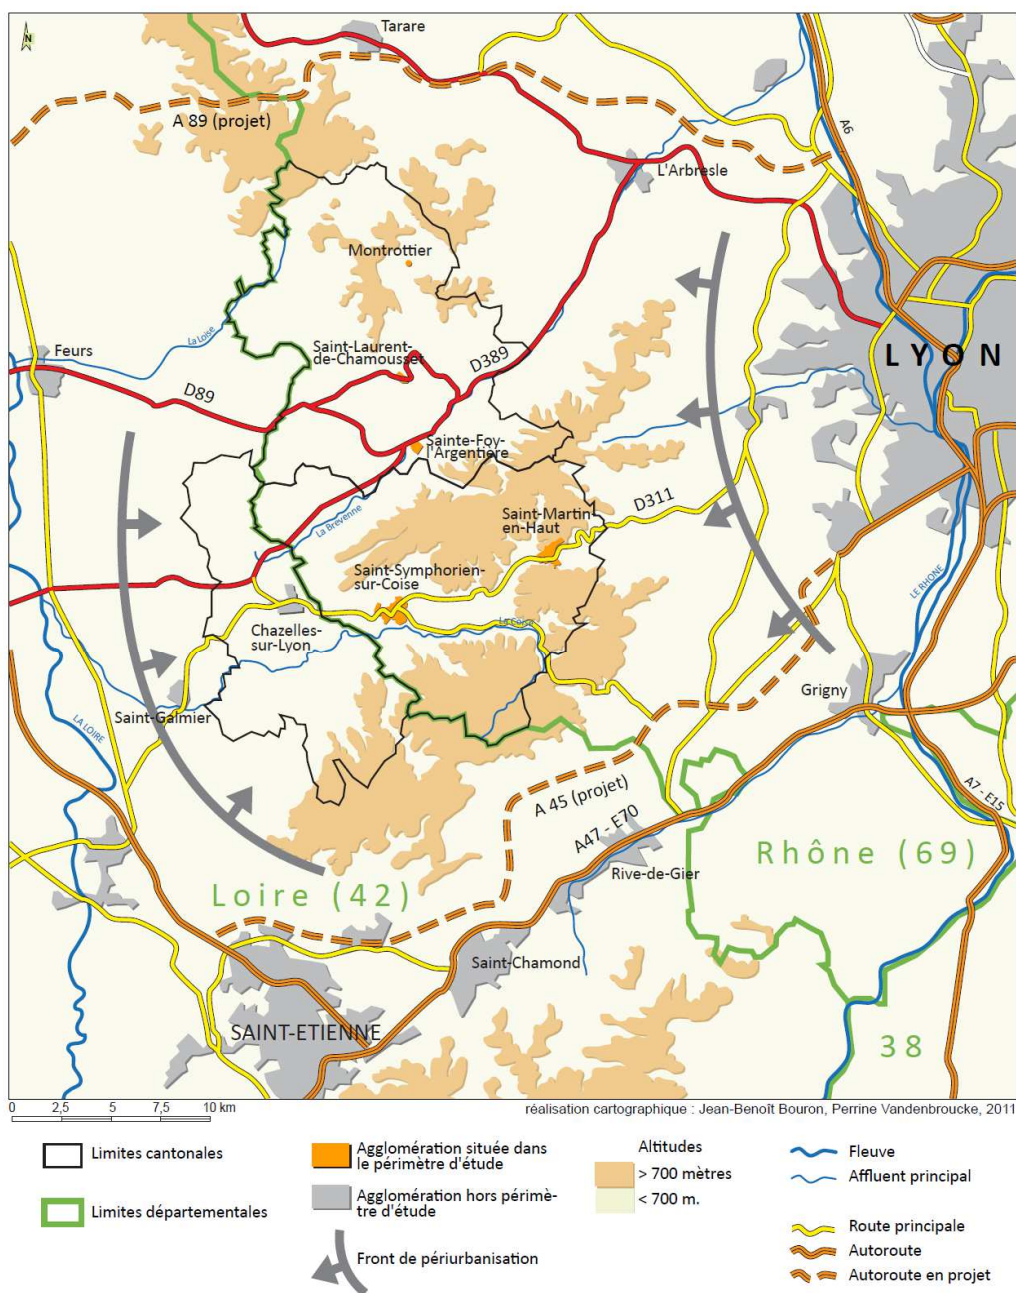 N
Tarare
A 89 (projet)
A6
L'Arbresle
Montrottier
La Loise
Feurs
Saint-Laurent-
de-Chamousset
D389
LYON
D89
Sainte-Foy-
l'Argentière
D311
Saint-Martin-
en-Haut
La Brevenne
Saint-Symphorien-
sur-Coise
LE RHONE
La Coise
Chazelles-
sur-Lyon
Grigny
Saint-Galmier
LA LOIRE
A 45 (projet)
A7 - E15
A47 - E70
Rhône (69)
Rive-de-Gier
Loire (42)
Saint-Chamond
SAINT-ETIENNE
38
0 2,5 5 7,5 10 km
réalisation cartographique : Jean-Benoît Bouron, Perrine Vandenbroucke, 2011
Limites cantonales
Limites départementales
Agglomération située dans
le périmètre d'étude
Agglomération hors périmè-
tre d'étude
Front de périurbanisation
Altitudes
> 700 mètres
< 700 m.
Fleuve
Affluent principal
Route principale
Autoroute
Autoroute en projet